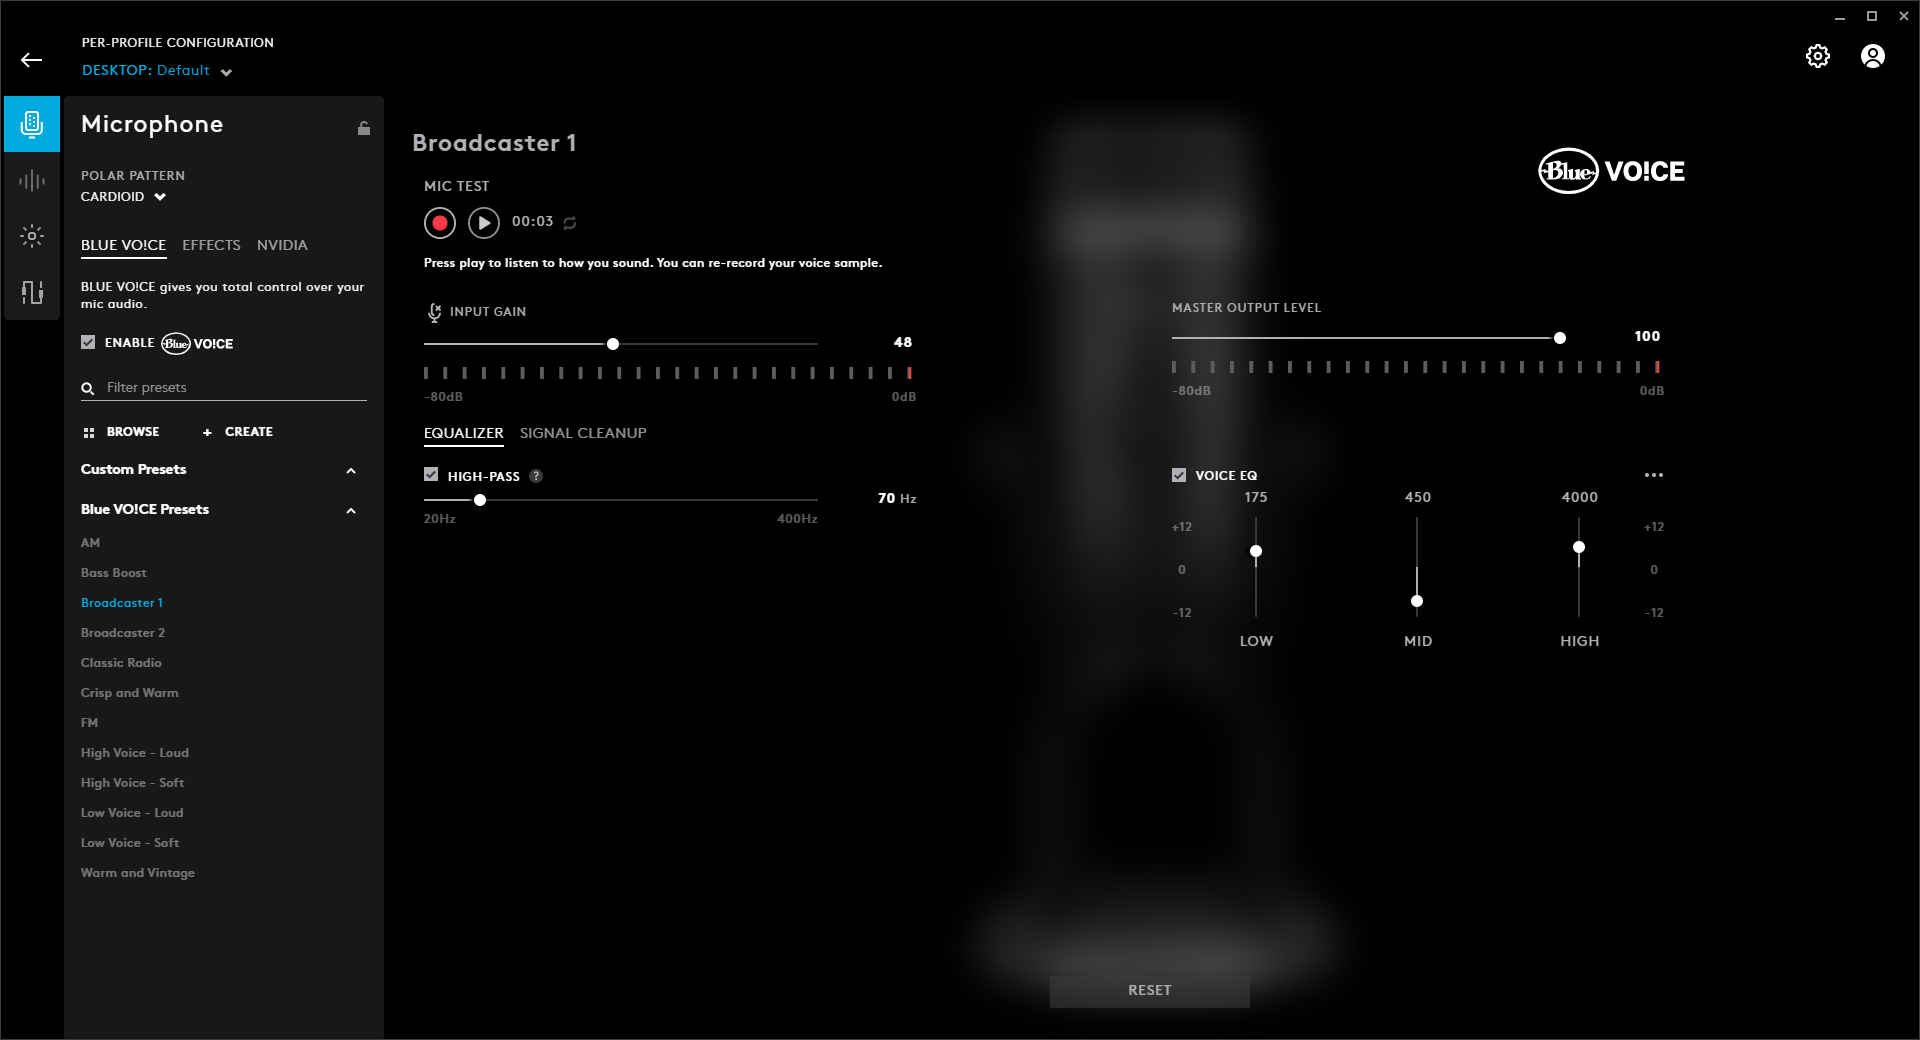 PER-PROFILE CONFIGURATION
DESKTOP: Default
Microphone
POLAR PATTERN
CARDIOID
BLUE VO!CE EFFECTS NVIDIA
BLUE VO!CE gives you total control over your
mic audio.
ENABLE Blue VO!CE
Filter presets
BROWSE + CREATE
Custom Presets
Blue VO!CE Presets
AM
Bass Boost
Broadcaster 1
Broadcaster 2
Classic Radio
Crisp and Warm
FM
High Voice - Loud
High Voice - Soft
Low Voice - Loud
Low Voice - Soft
Warm and Vintage
Broadcaster 1
MIC TEST
00:03
Press play to listen to how you sound. You can re-record your voice sample.
INPUT GAIN
48
-80dB 0dB
EQUALIZER SIGNAL CLEANUP
HIGH-PASS ?
70 Hz
20Hz 400Hz
Blue VO!CE
MASTER OUTPUT LEVEL
100
-80dB 0dB
VOICE EQ
175 450 4000
+12 +12
0 0
-12 -12
LOW MID HIGH
RESET